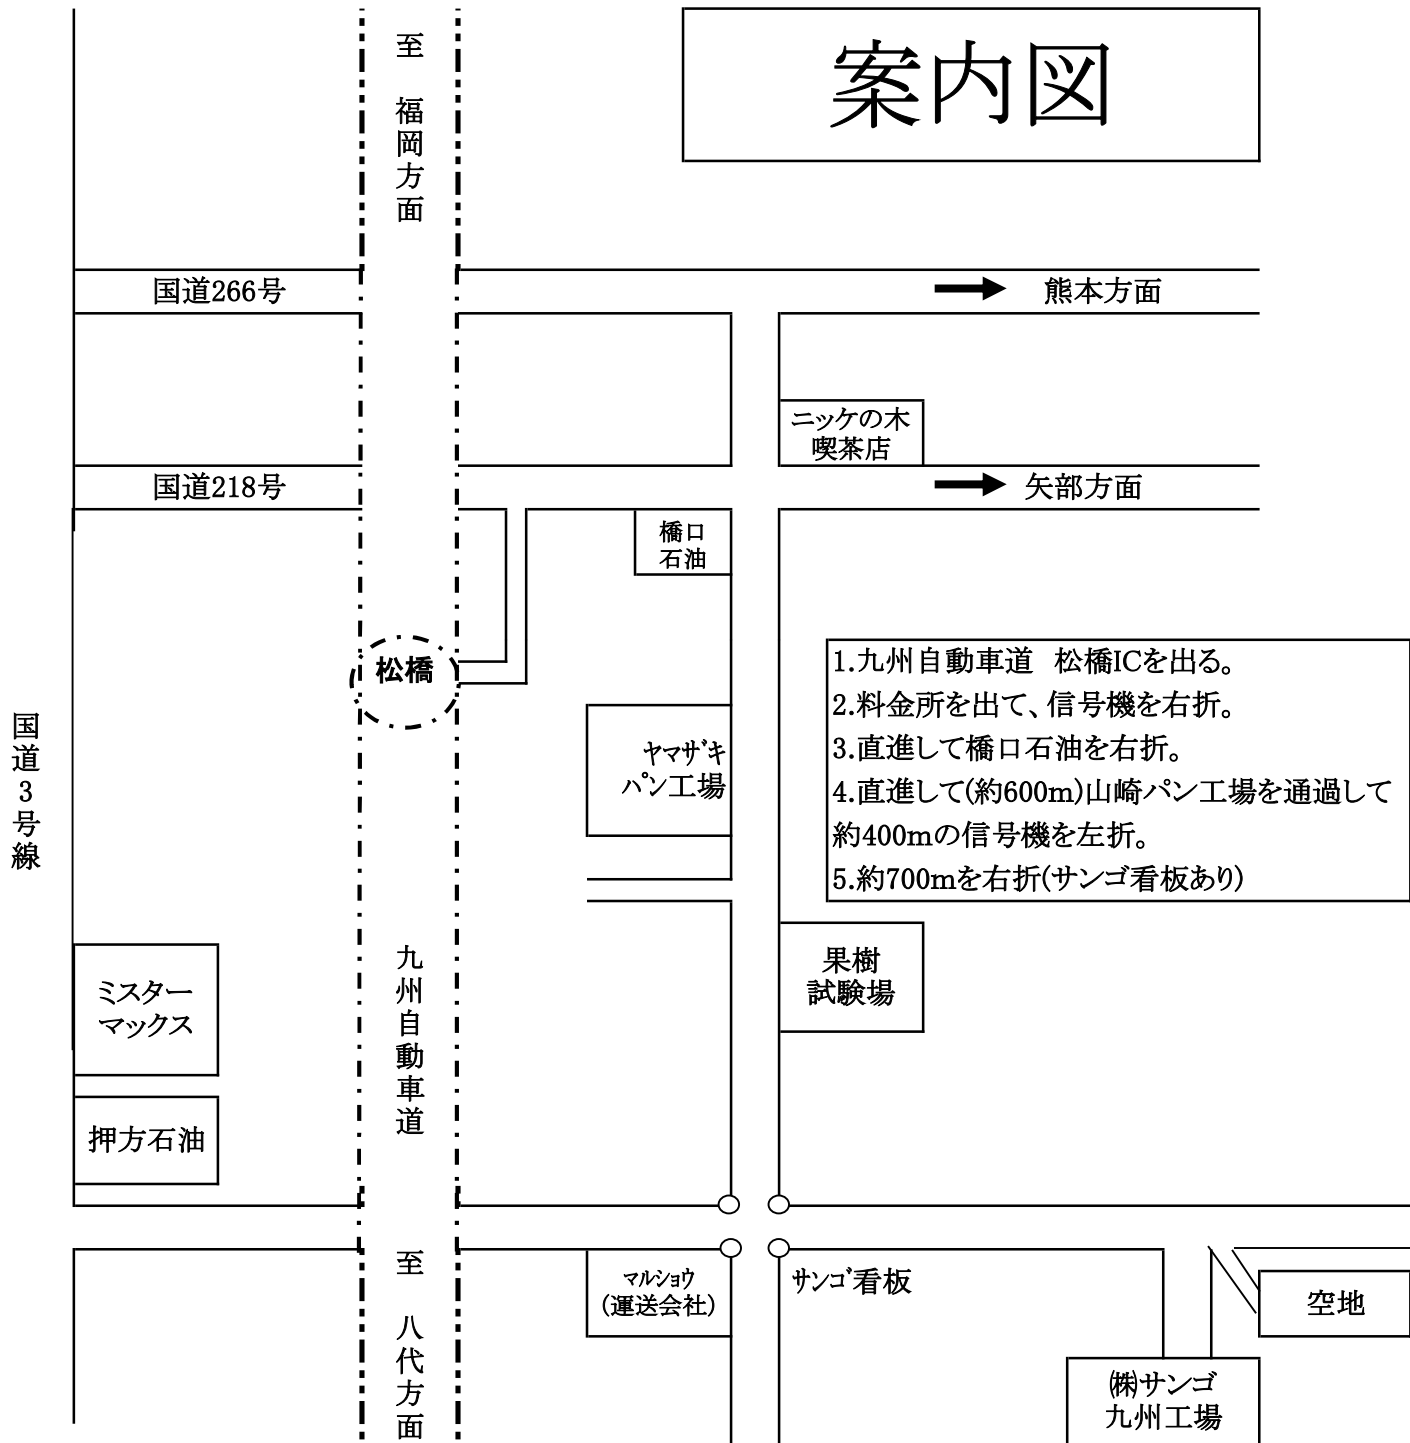 案内図
至 福岡方面
国道266号
熊本方面
ニッケの木
喫茶店
国道218号
矢部方面
橋口
石油
松橋
1.九州自動車道 松橋ICを出る。
2.料金所を出て、信号機を右折。
3.直進して橋口石油を右折。
4.直進して(約600m)山崎パン工場を通過して
約400mの信号機を左折。
5.約700mを右折(サンゴ看板あり)
国道3号線
ﾔﾏｻﾞｷ
パン工場
九州自動車道
果樹
試験場
ミスター
マックス
押方石油
至 八代方面
ﾏﾙｼｮｳ
(運送会社)
ｻﾝｺﾞ看板
空地
㈱サンゴ
九州工場